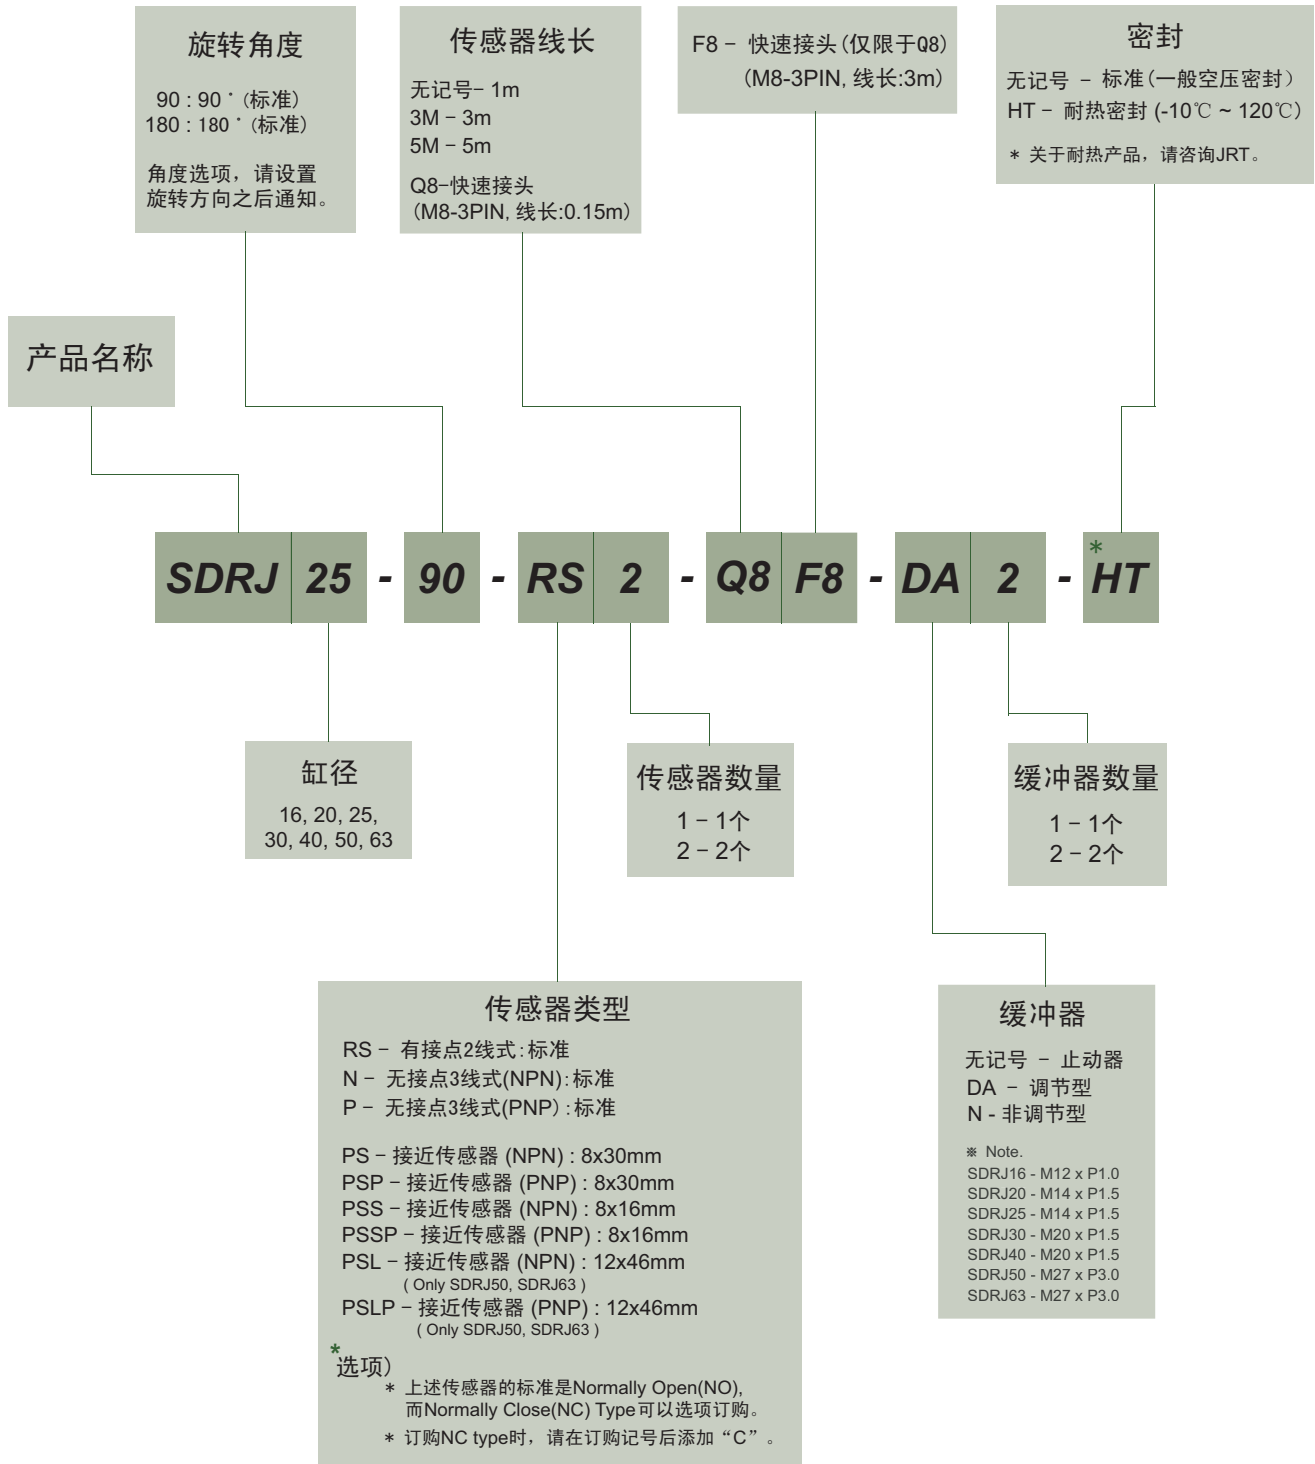 旋转角度
90 : 90 ° (标准)
180 : 180 ° (标准)
角度选项，请设置
旋转方向之后通知。
传感器线长
无记号- 1m
3M - 3m
5M - 5m
Q8-快速接头
(M8-3PIN, 线长:0.15m)
F8 - 快速接头(仅限于Q8)
(M8-3PIN, 线长:3m)
密封
无记号 - 标准(一般空压密封)
HT - 耐热密封 (-10℃ ~ 120℃)
* 关于耐热产品，请咨询JRT。
产品名称
SDRJ 25 - 90 - RS 2 - Q8 F8 - DA 2 - *HT
缸径
16, 20, 25,
30, 40, 50, 63
传感器数量
1 - 1个
2 - 2个
缓冲器数量
1 - 1个
2 - 2个
传感器类型
RS - 有接点2线式:标准
N - 无接点3线式(NPN):标准
P - 无接点3线式(PNP):标准
PS - 接近传感器 (NPN) : 8x30mm
PSP - 接近传感器 (PNP) : 8x30mm
PSS - 接近传感器 (NPN) : 8x16mm
PSSP - 接近传感器 (PNP) : 8x16mm
PSL - 接近传感器 (NPN) : 12x46mm
( Only SDRJ50, SDRJ63 )
PSLP - 接近传感器 (PNP) : 12x46mm
( Only SDRJ50, SDRJ63 )
*选项)
* 上述传感器的标准是Normally Open(NO),
而Normally Close(NC) Type可以选项订购。
* 订购NC type时，请在订购记号后添加“C”。
缓冲器
无记号 - 止动器
DA - 调节型
N - 非调节型
※ Note.
SDRJ16 - M12 x P1.0
SDRJ20 - M14 x P1.5
SDRJ25 - M14 x P1.5
SDRJ30 - M20 x P1.5
SDRJ40 - M20 x P1.5
SDRJ50 - M27 x P3.0
SDRJ63 - M27 x P3.0